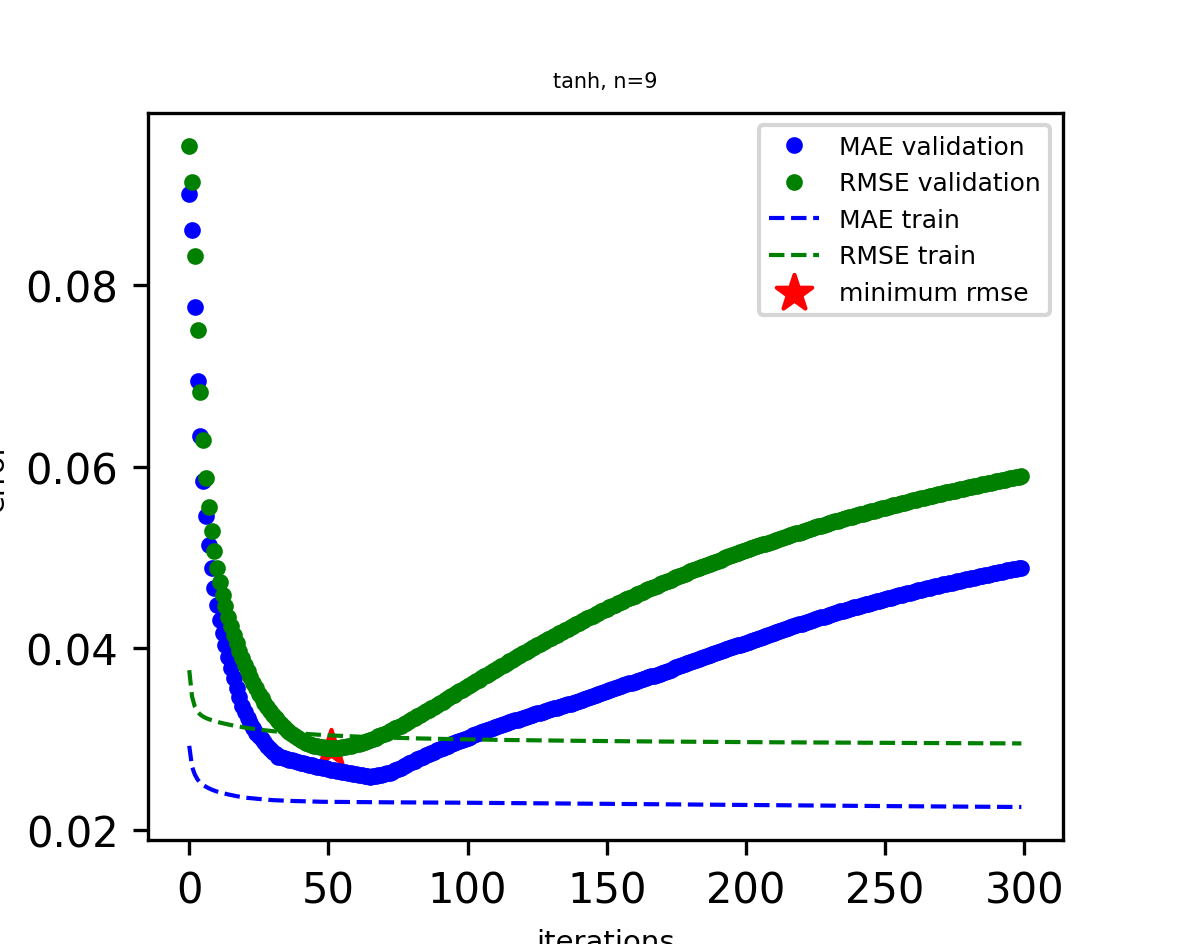 tanh, n=9
MAE validation
RMSE validation
MAE train
RMSE train
minimum rmse
0.08
0.06
0.04
0.02
0 50 100 150 200 250 300
iterations